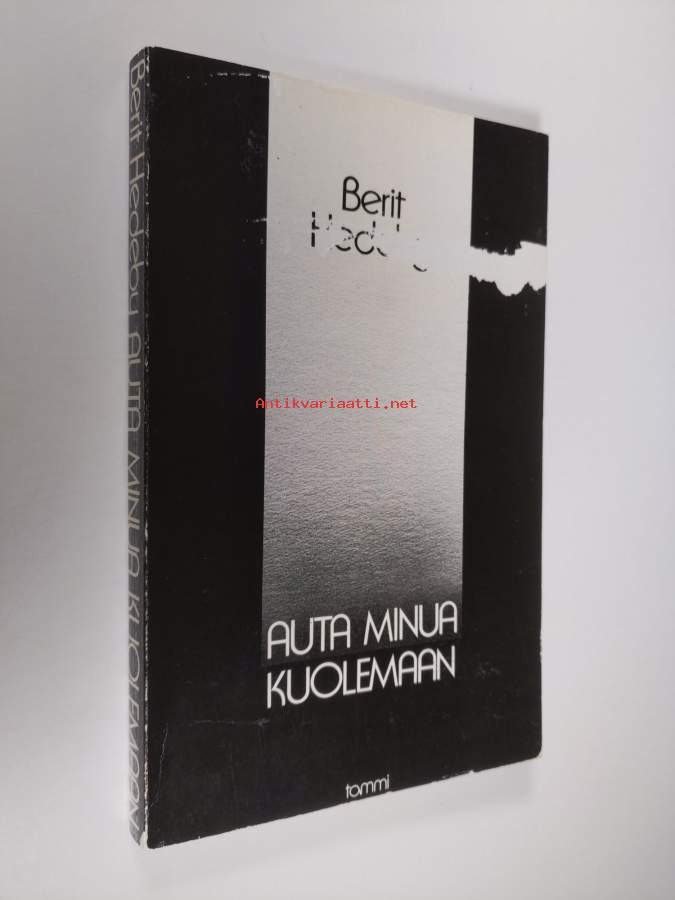 Berit
Antikvariaatti.net
AUTA MINUA
KUOLEMAAN
tammi
Berit Hedeby AUTA MINUA KUOLEMAAN